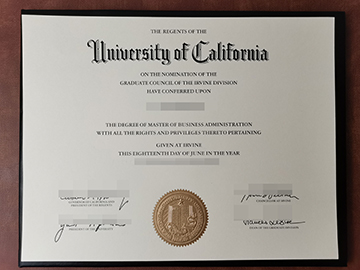 THE REGENTS OF THE
University of California
ON THE NOMINATION OF THE
GRADUATE COUNCIL OF THE IRVINE DIVISION
HAVE CONFERRED UPON
THE DEGREE OF MASTER OF BUSINESS ADMINISTRATION
WITH ALL THE RIGHTS AND PRIVILEGES THERETO PERTAINING
GIVEN AT IRVINE
THIS EIGHTEENTH DAY OF JUNE IN THE YEAR